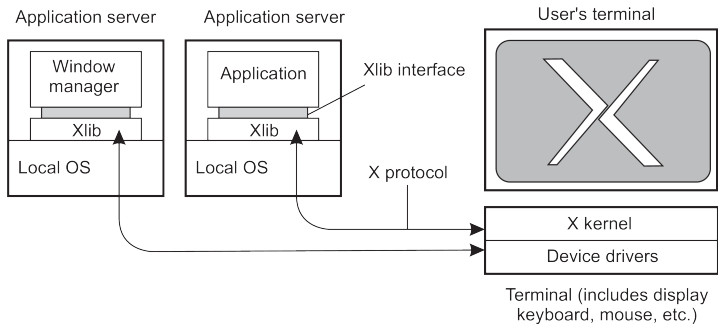 Application server
Application server
User's terminal
Window
manager
Application
Xlib interface
Xlib
Xlib
Local OS
Local OS
X protocol
X kernel
Device drivers
Terminal (includes display
keyboard, mouse, etc.)